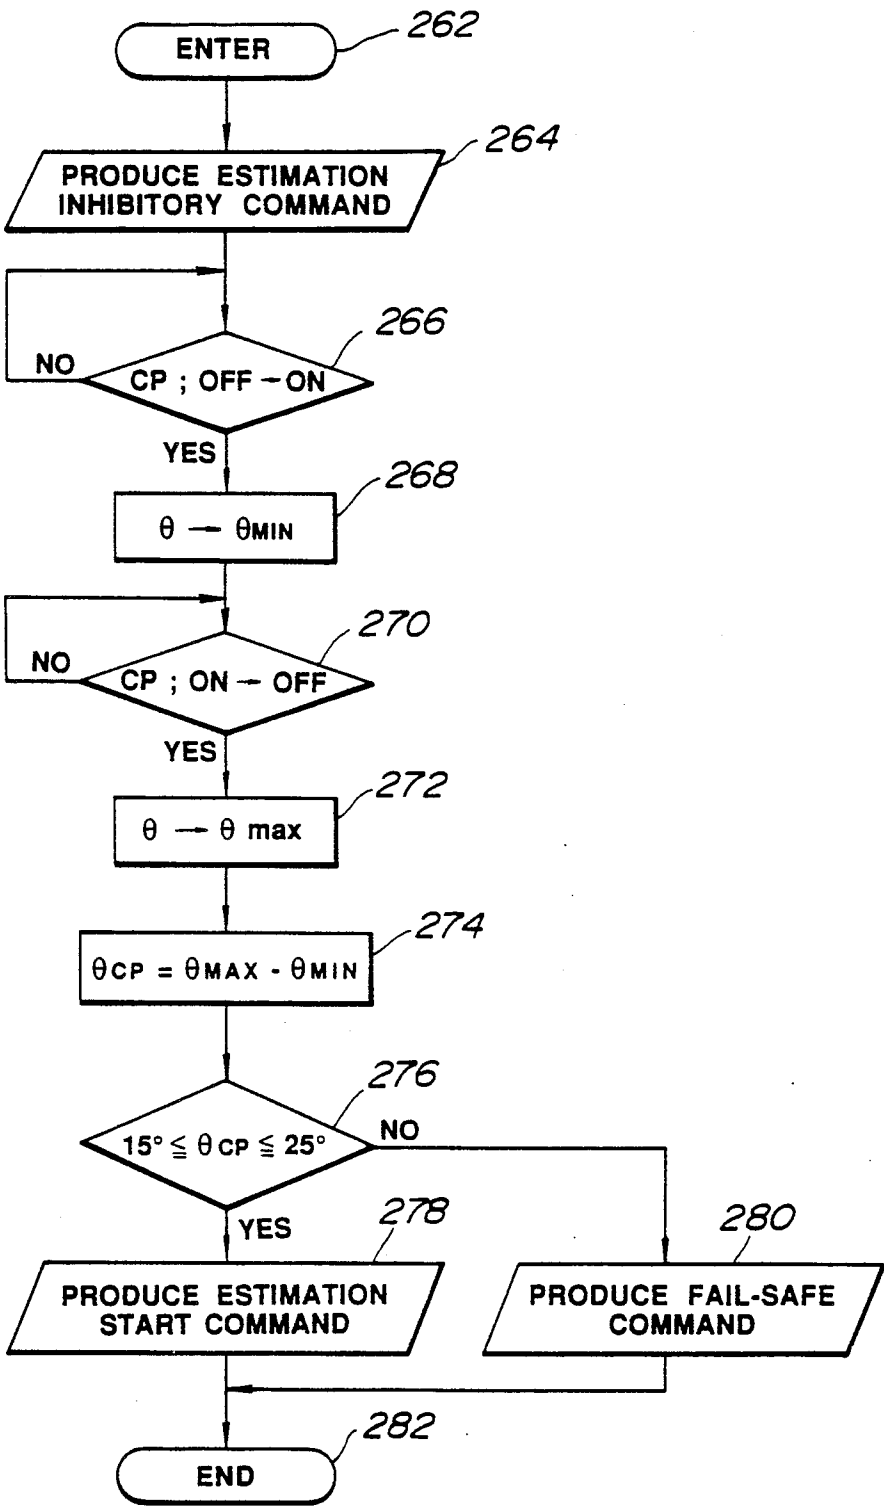 ENTER
262
PRODUCE ESTIMATION
INHIBITORY COMMAND
264
266
NO
CP ; OFF → ON
YES
268
θ → θMIN
270
NO
CP ; ON → OFF
YES
272
θ → θ max
274
θCP = θMAX - θMIN
276
15° ≦ θCP ≦ 25°
NO
YES
278
280
PRODUCE ESTIMATION
START COMMAND
PRODUCE FAIL-SAFE
COMMAND
282
END